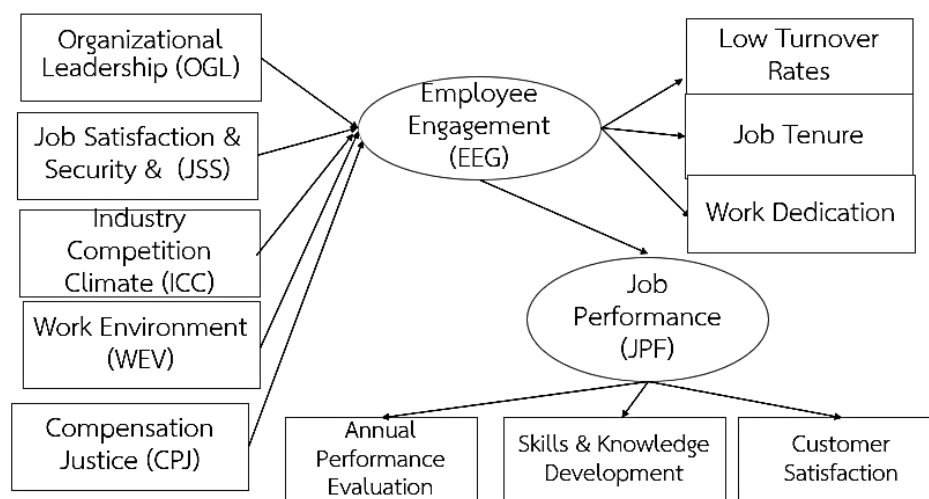 Organizational
Leadership (OGL)
Job Satisfaction &
Security & (JSS)
Industry
Competition
Climate (ICC)
Work Environment
(WEV)
Compensation
Justice (CPJ)
Employee
Engagement
(EEG)
Low Turnover
Rates
Job Tenure
Work Dedication
Job
Performance
(JPF)
Annual
Performance
Evaluation
Skills & Knowledge
Development
Customer
Satisfaction